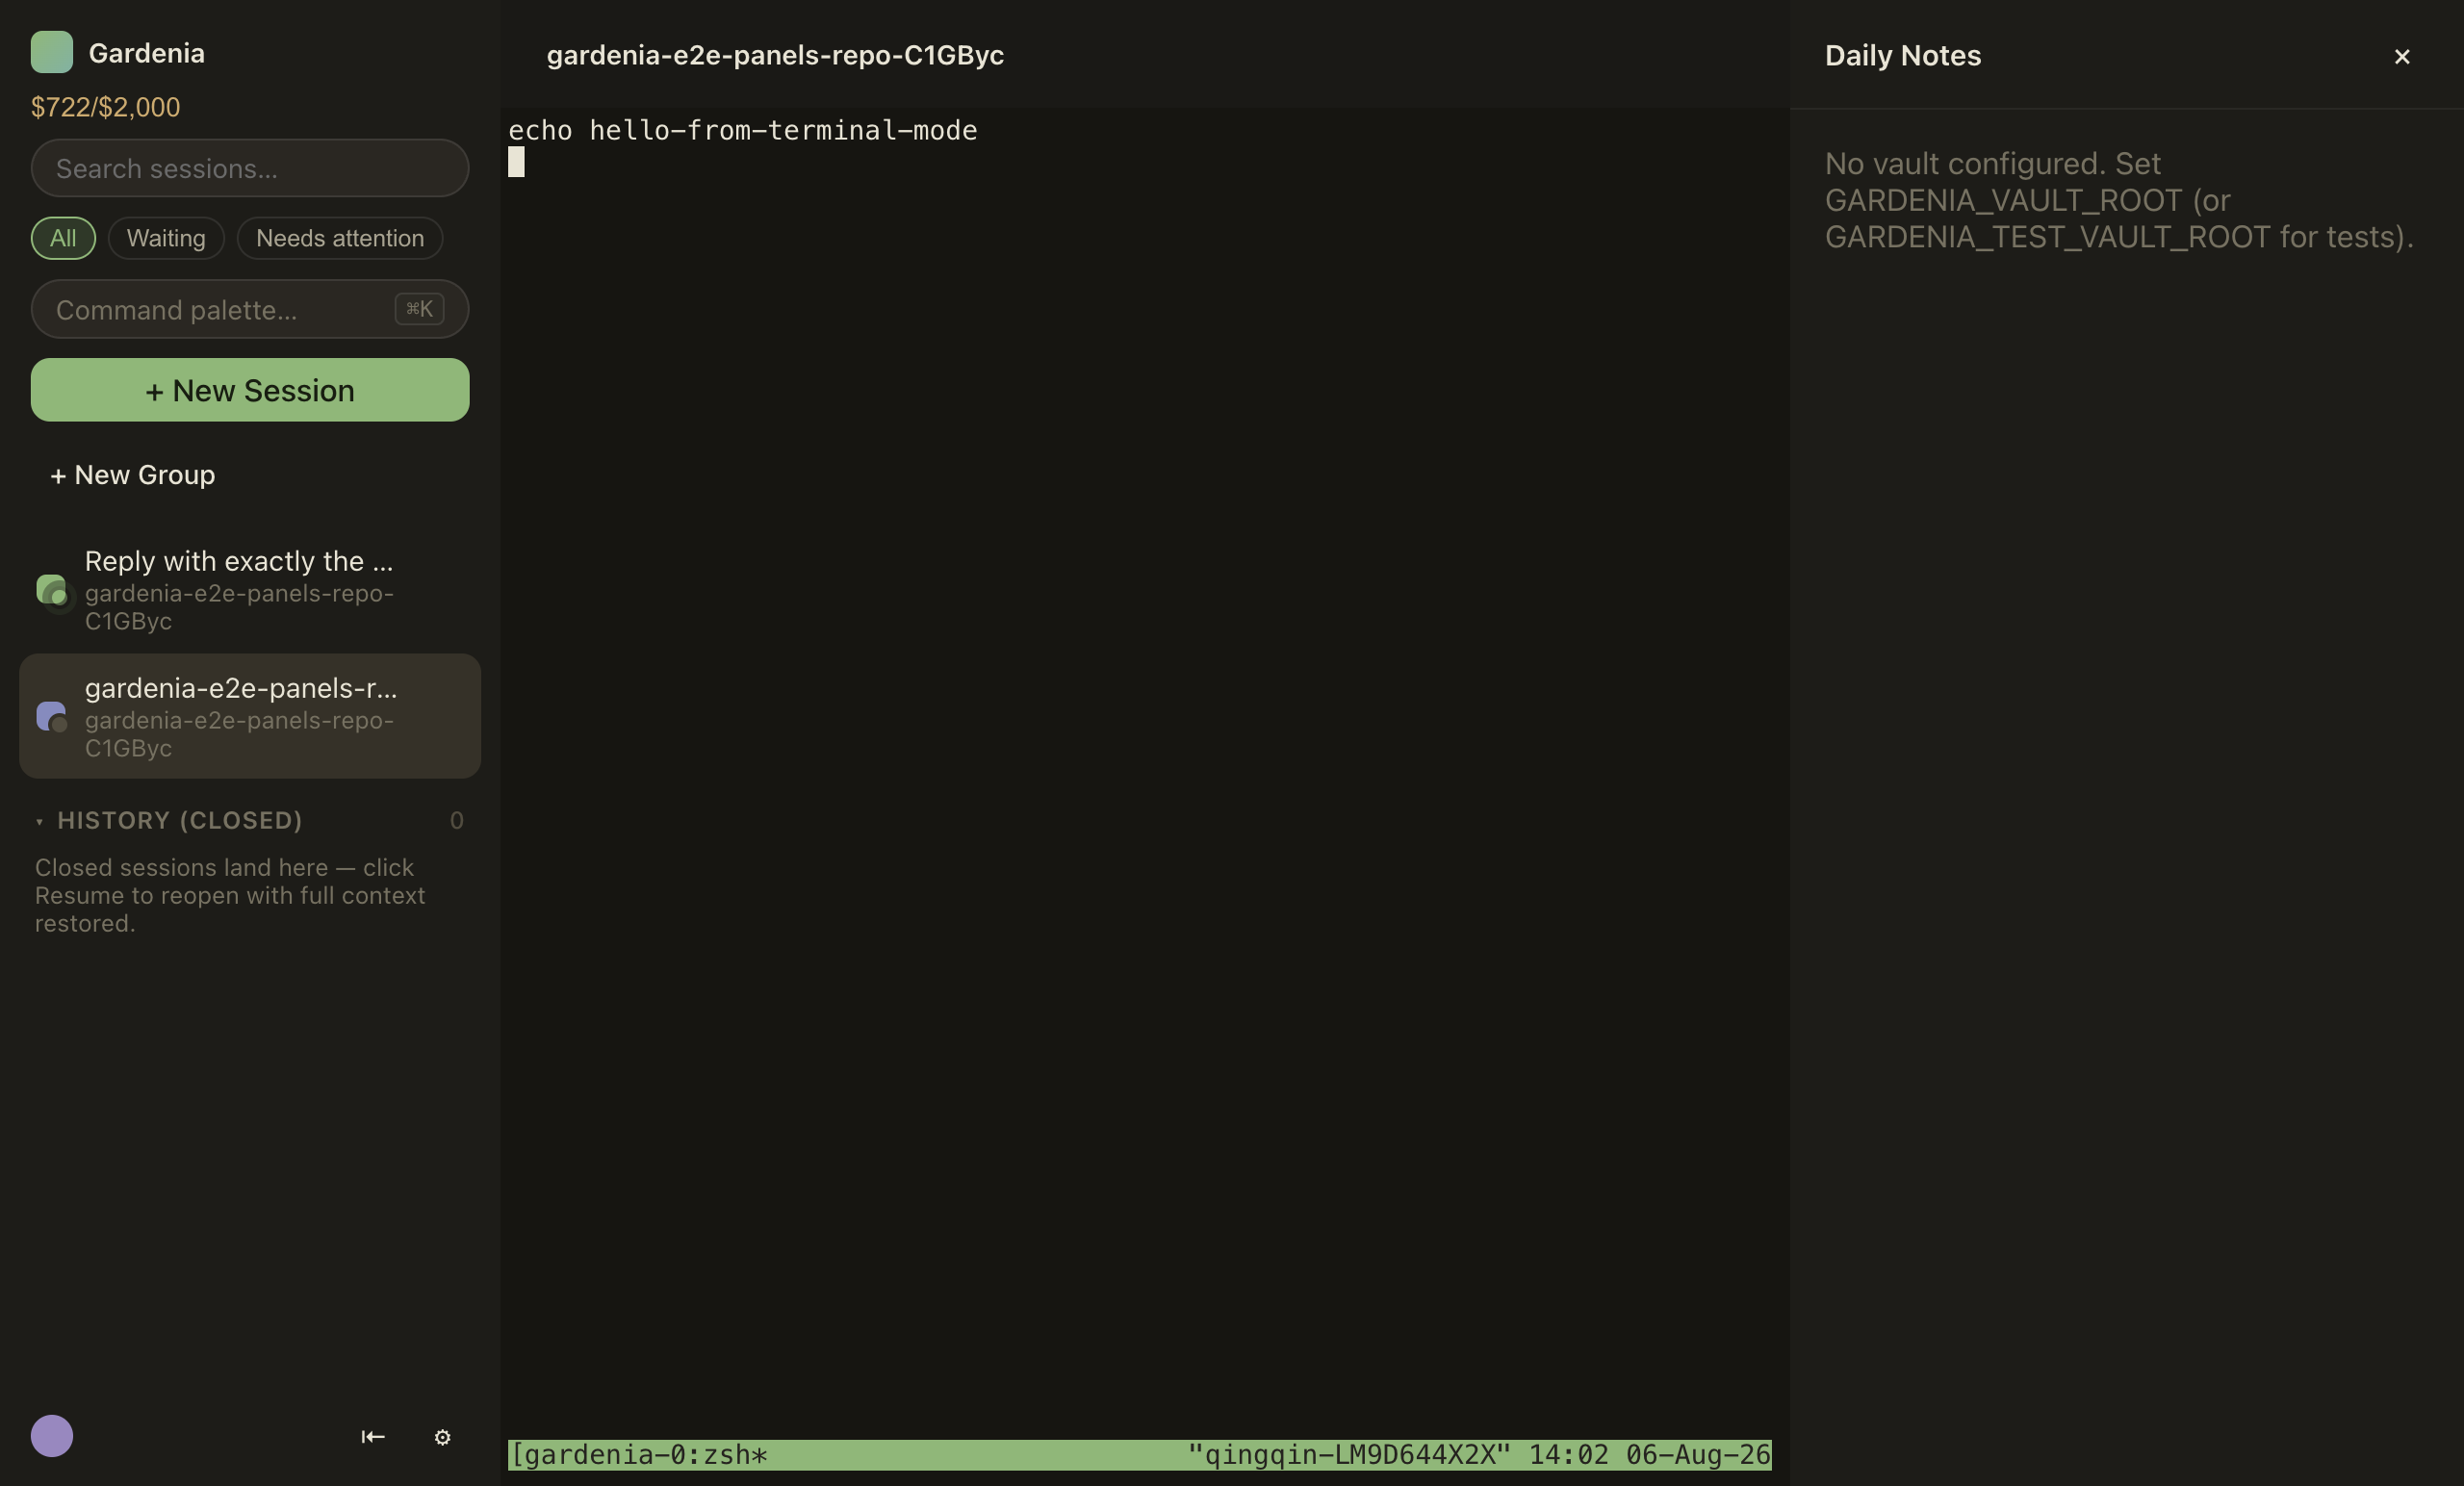 Gardenia
$722/$2,000
Search sessions...
All
Waiting
Needs attention
Command palette...
⌘K
+ New Session
+ New Group
Reply with exactly the ...
gardenia-e2e-panels-repo-
C1GByc
gardenia-e2e-panels-r...
gardenia-e2e-panels-repo-
C1GByc
HISTORY (CLOSED)
0
Closed sessions land here — click
Resume to reopen with full context
restored.
gardenia-e2e-panels-repo-C1GByc
echo hello-from-terminal-mode
[gardenia-0:zsh* "qingqin-LM9D644X2X" 14:02 06-Aug-26
Daily Notes
No vault configured. Set
GARDENIA_VAULT_ROOT (or
GARDENIA_TEST_VAULT_ROOT for tests).